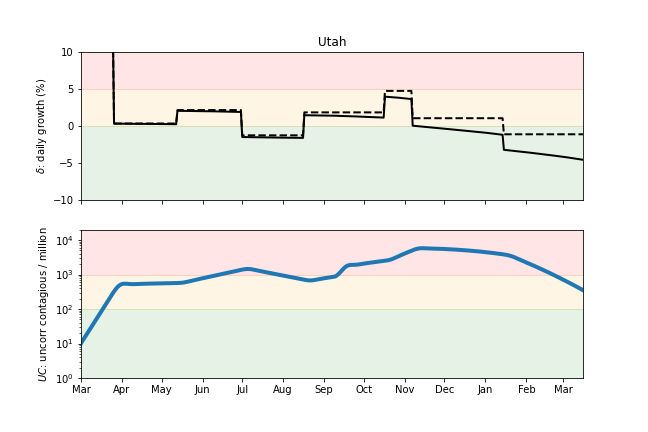 Utah
δ: daily growth (%)
10
5
0
−5
−10
UC: uncorr contagious / million
10⁴
10³
10²
10¹
10⁰
Mar Apr May Jun Jul Aug Sep Oct Nov Dec Jan Feb Mar